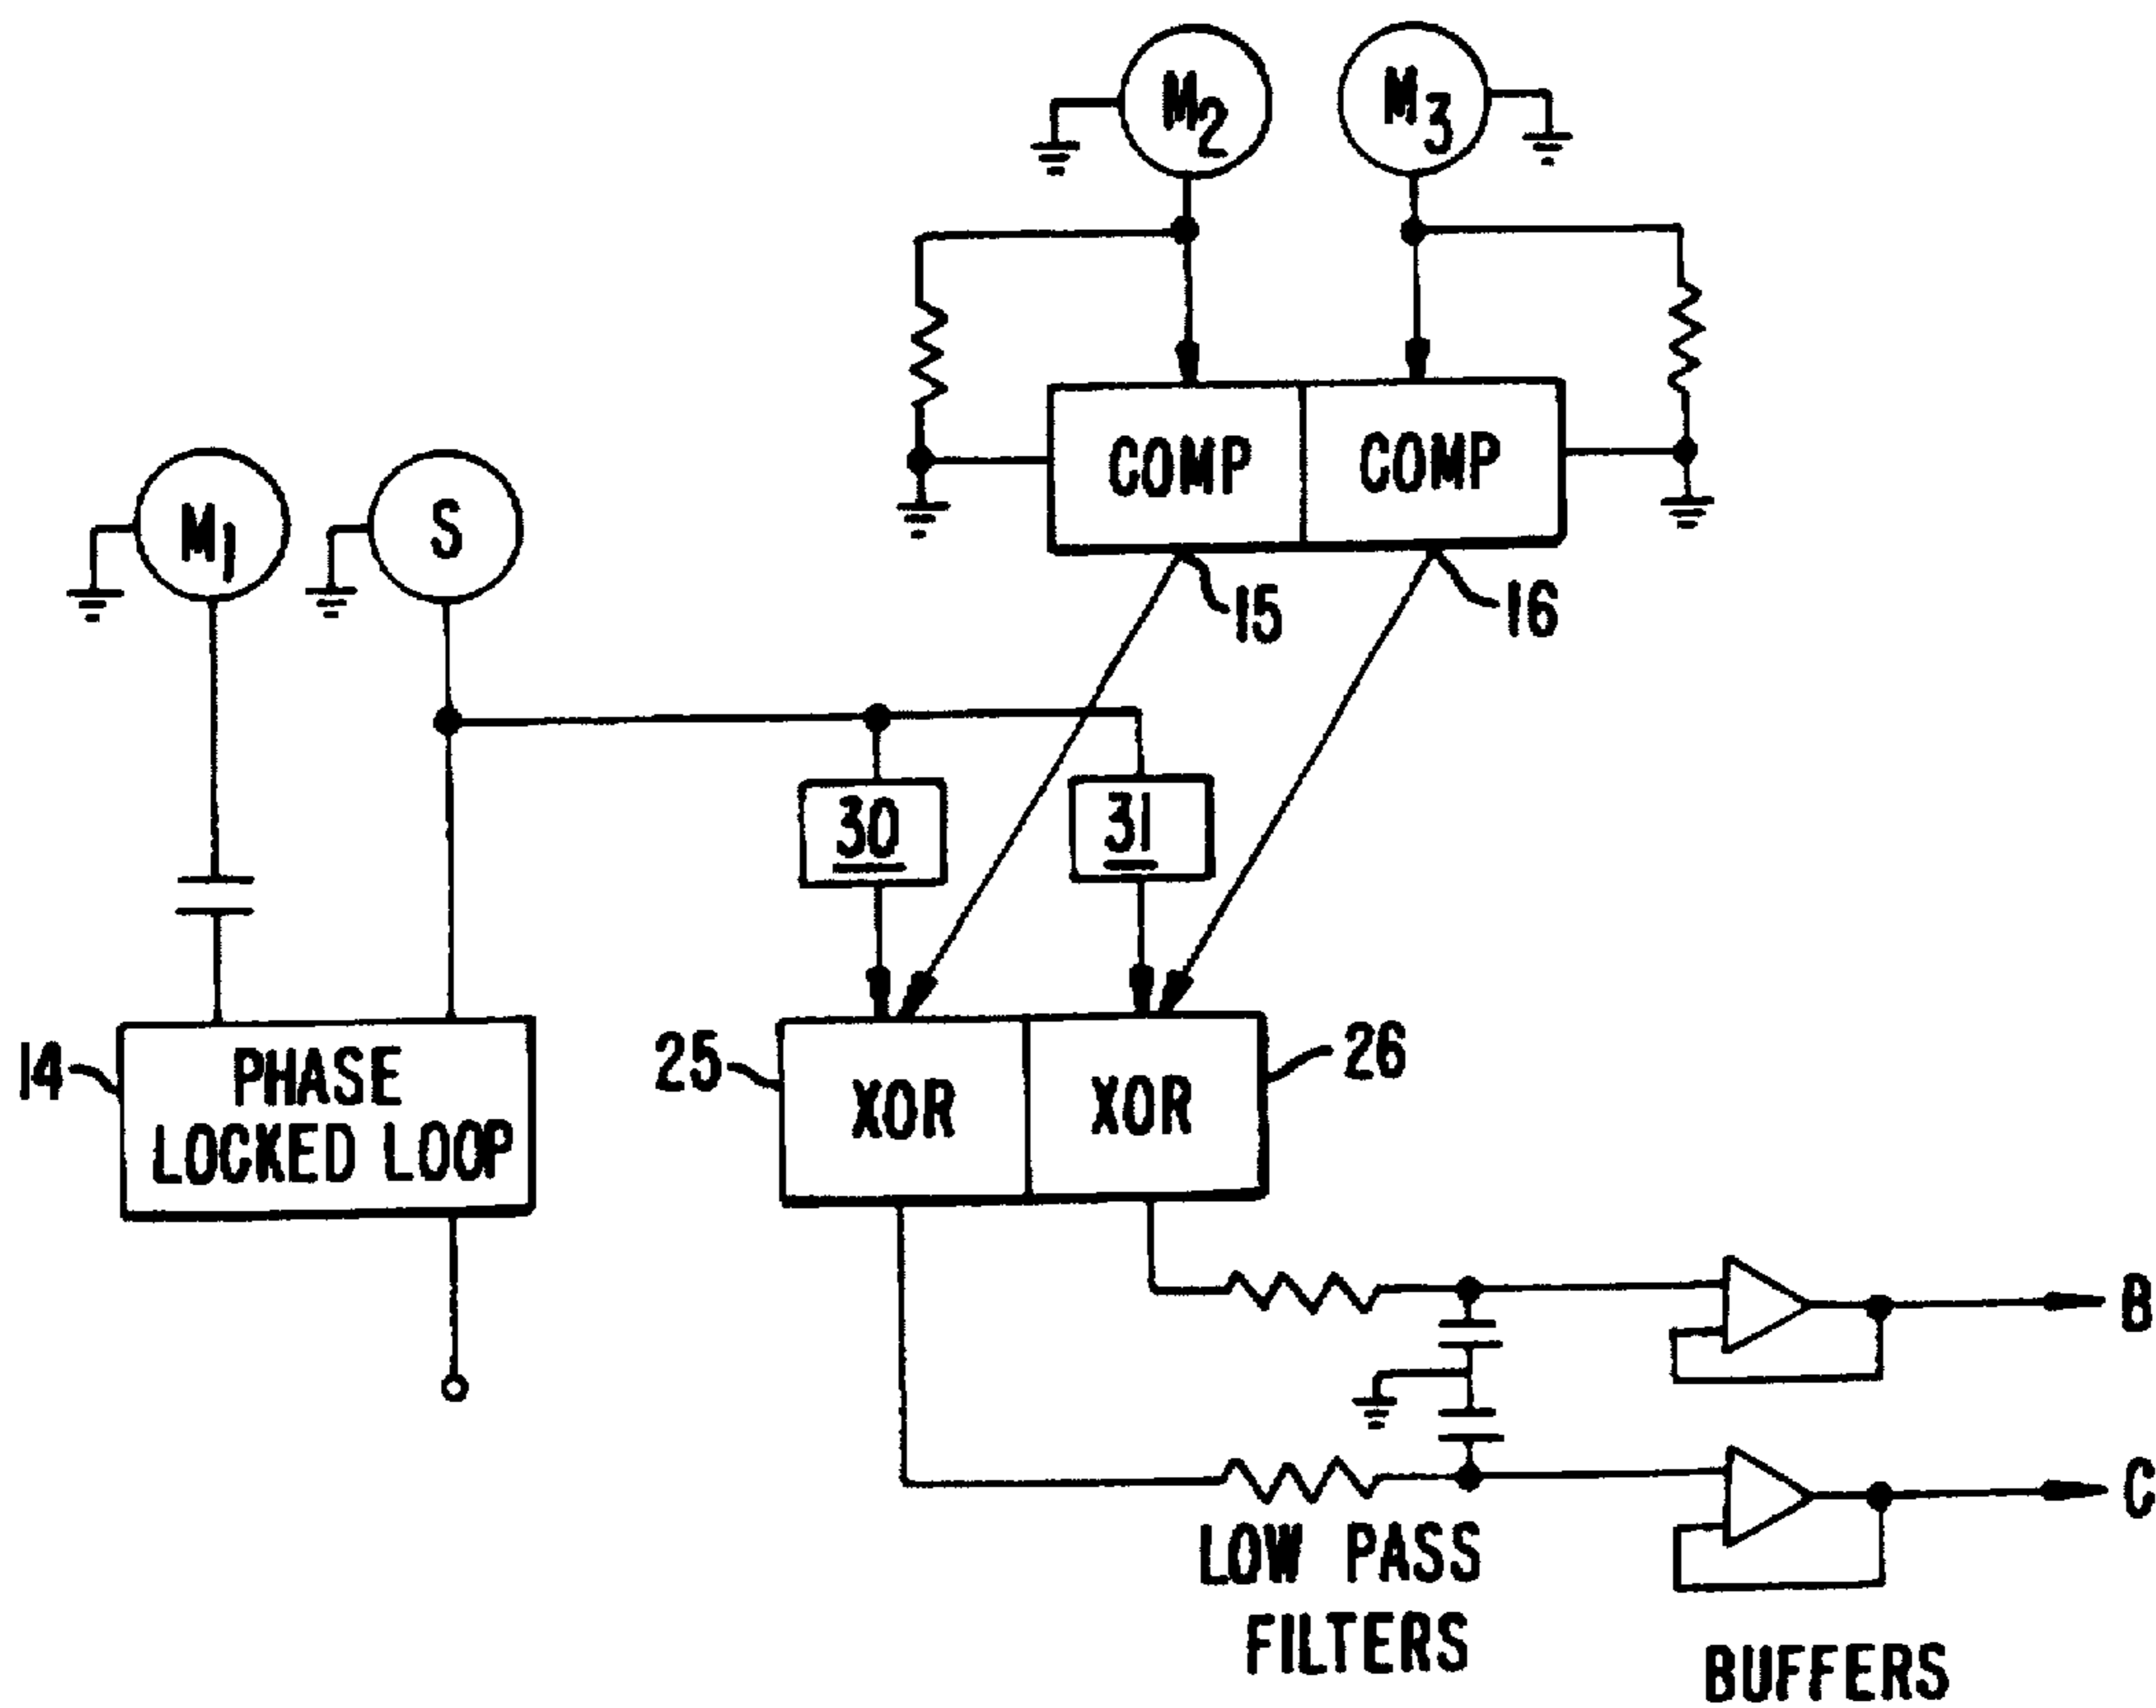 M2
M3
COMP
COMP
M1
S
15
16
30
31
14
PHASE
LOCKED LOOP
25
XOR
XOR
26
B
C
LOW PASS
FILTERS
BUFFERS